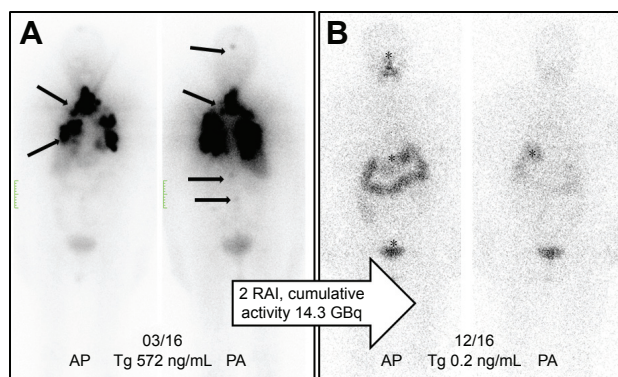 A
B
2 RAI, cumulative
activity 14.3 GBq
03/16
AP Tg 572 ng/mL PA
12/16
AP Tg 0.2 ng/mL PA
*
*
*
*